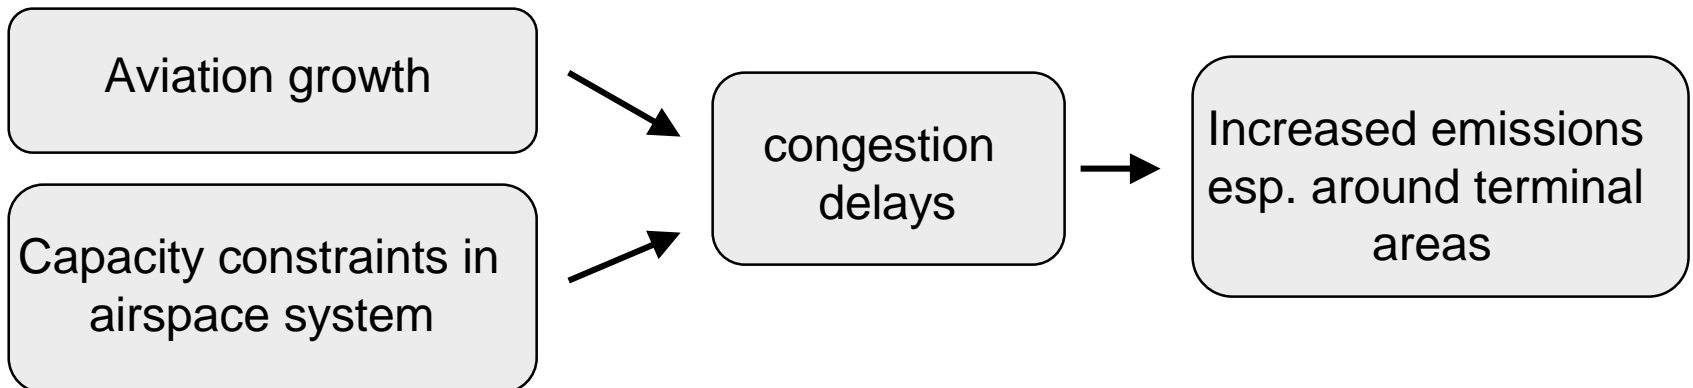 Aviation growth
Capacity constraints in
airspace system
congestion
delays
Increased emissions
esp. around terminal
areas